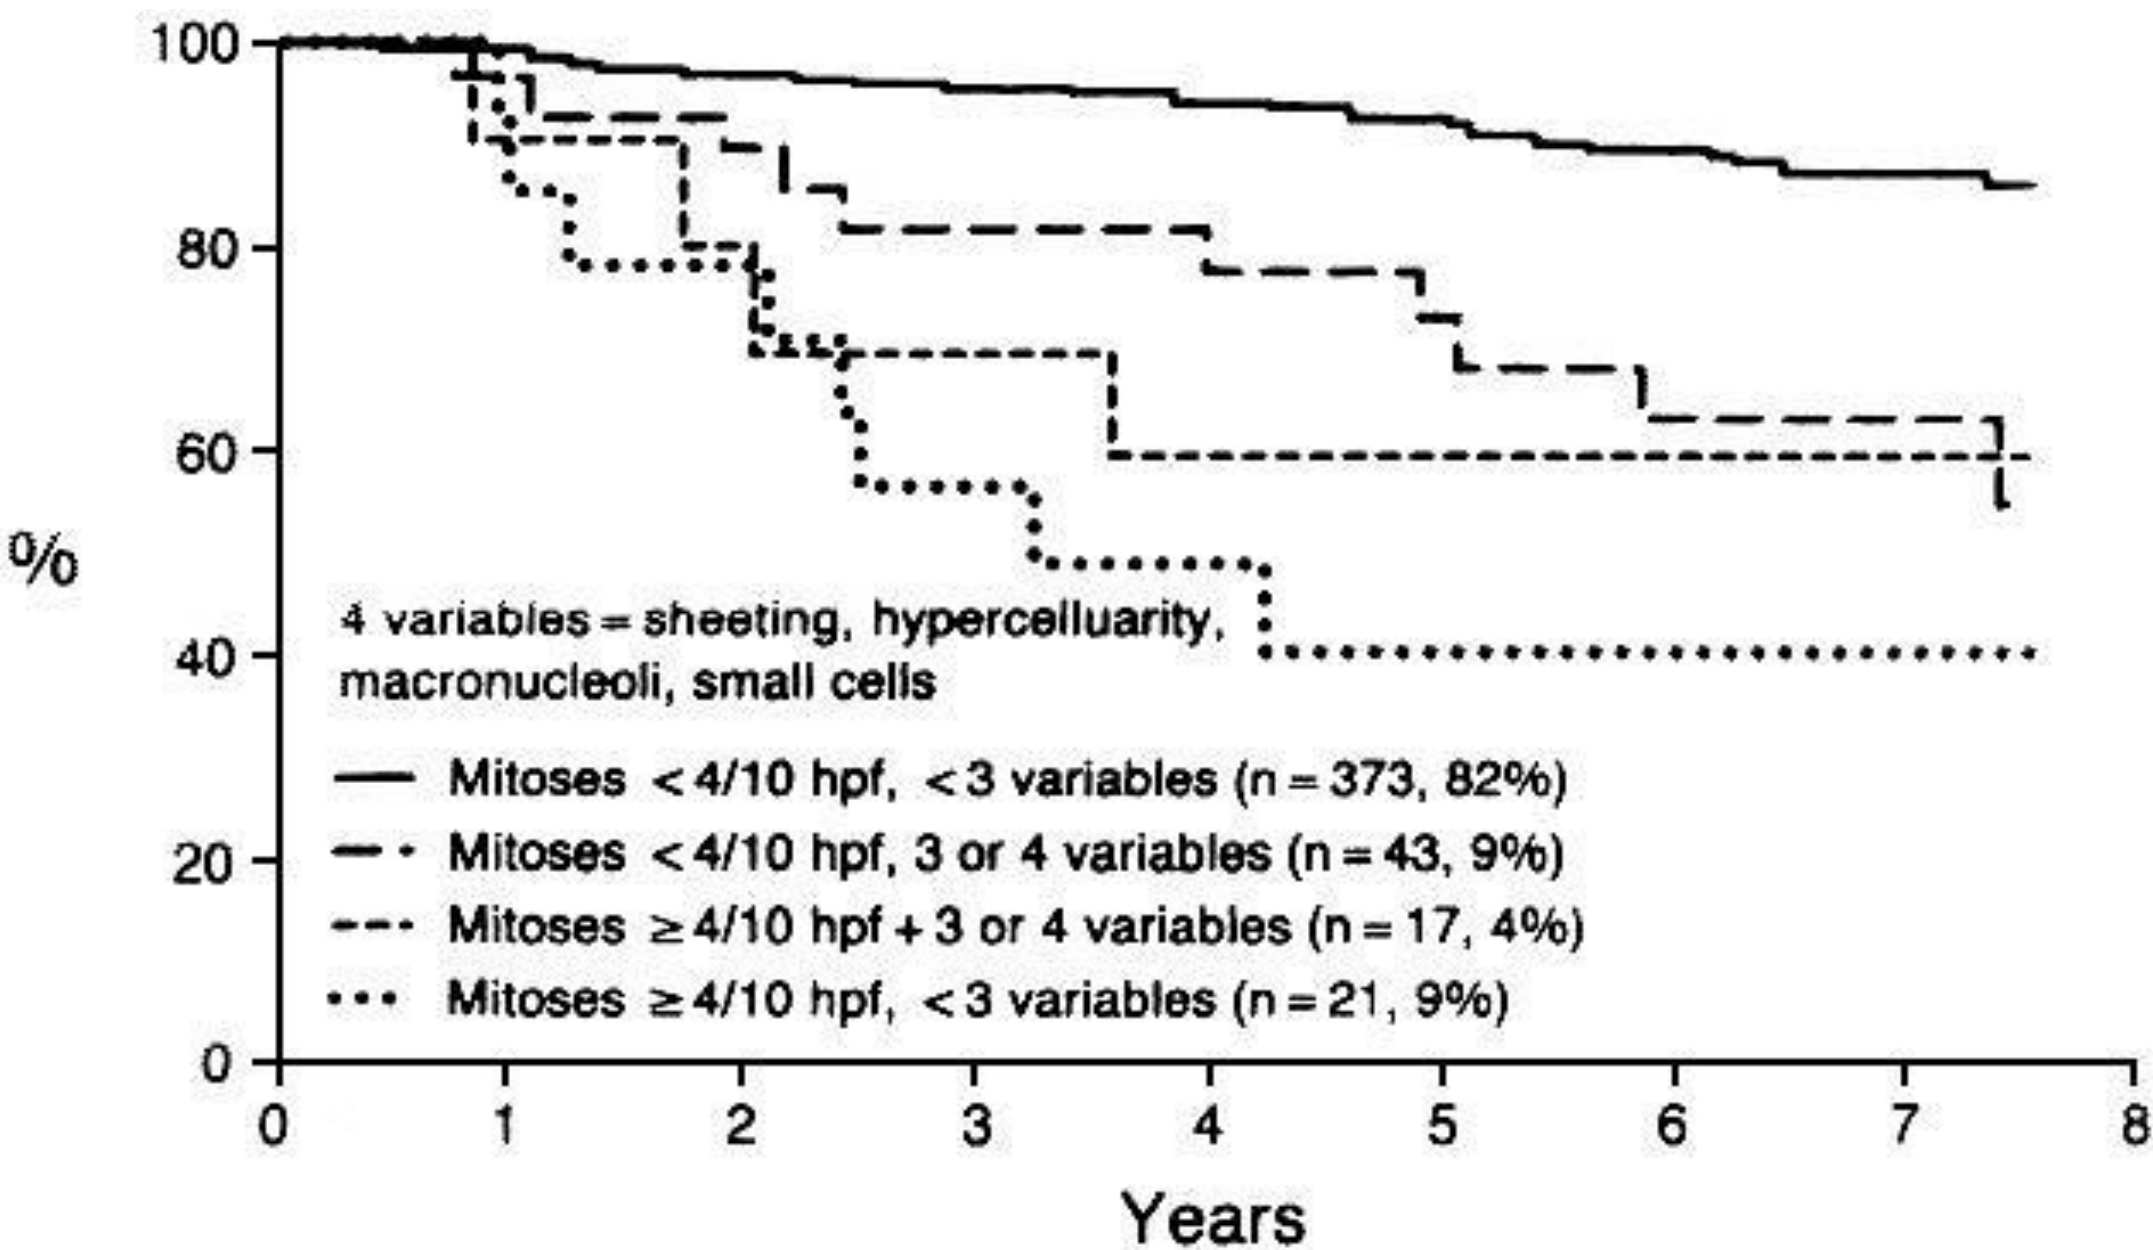 100
80
60
40
20
0
%
4 variables = sheeting, hypercelluarity,
macronucleoli, small cells
Mitoses <4/10 hpf, <3 variables (n = 373, 82%)
Mitoses <4/10 hpf, 3 or 4 variables (n = 43, 9%)
Mitoses ≥4/10 hpf + 3 or 4 variables (n = 17, 4%)
Mitoses ≥4/10 hpf, <3 variables (n = 21, 9%)
0 1 2 3 4 5 6 7 8
Years